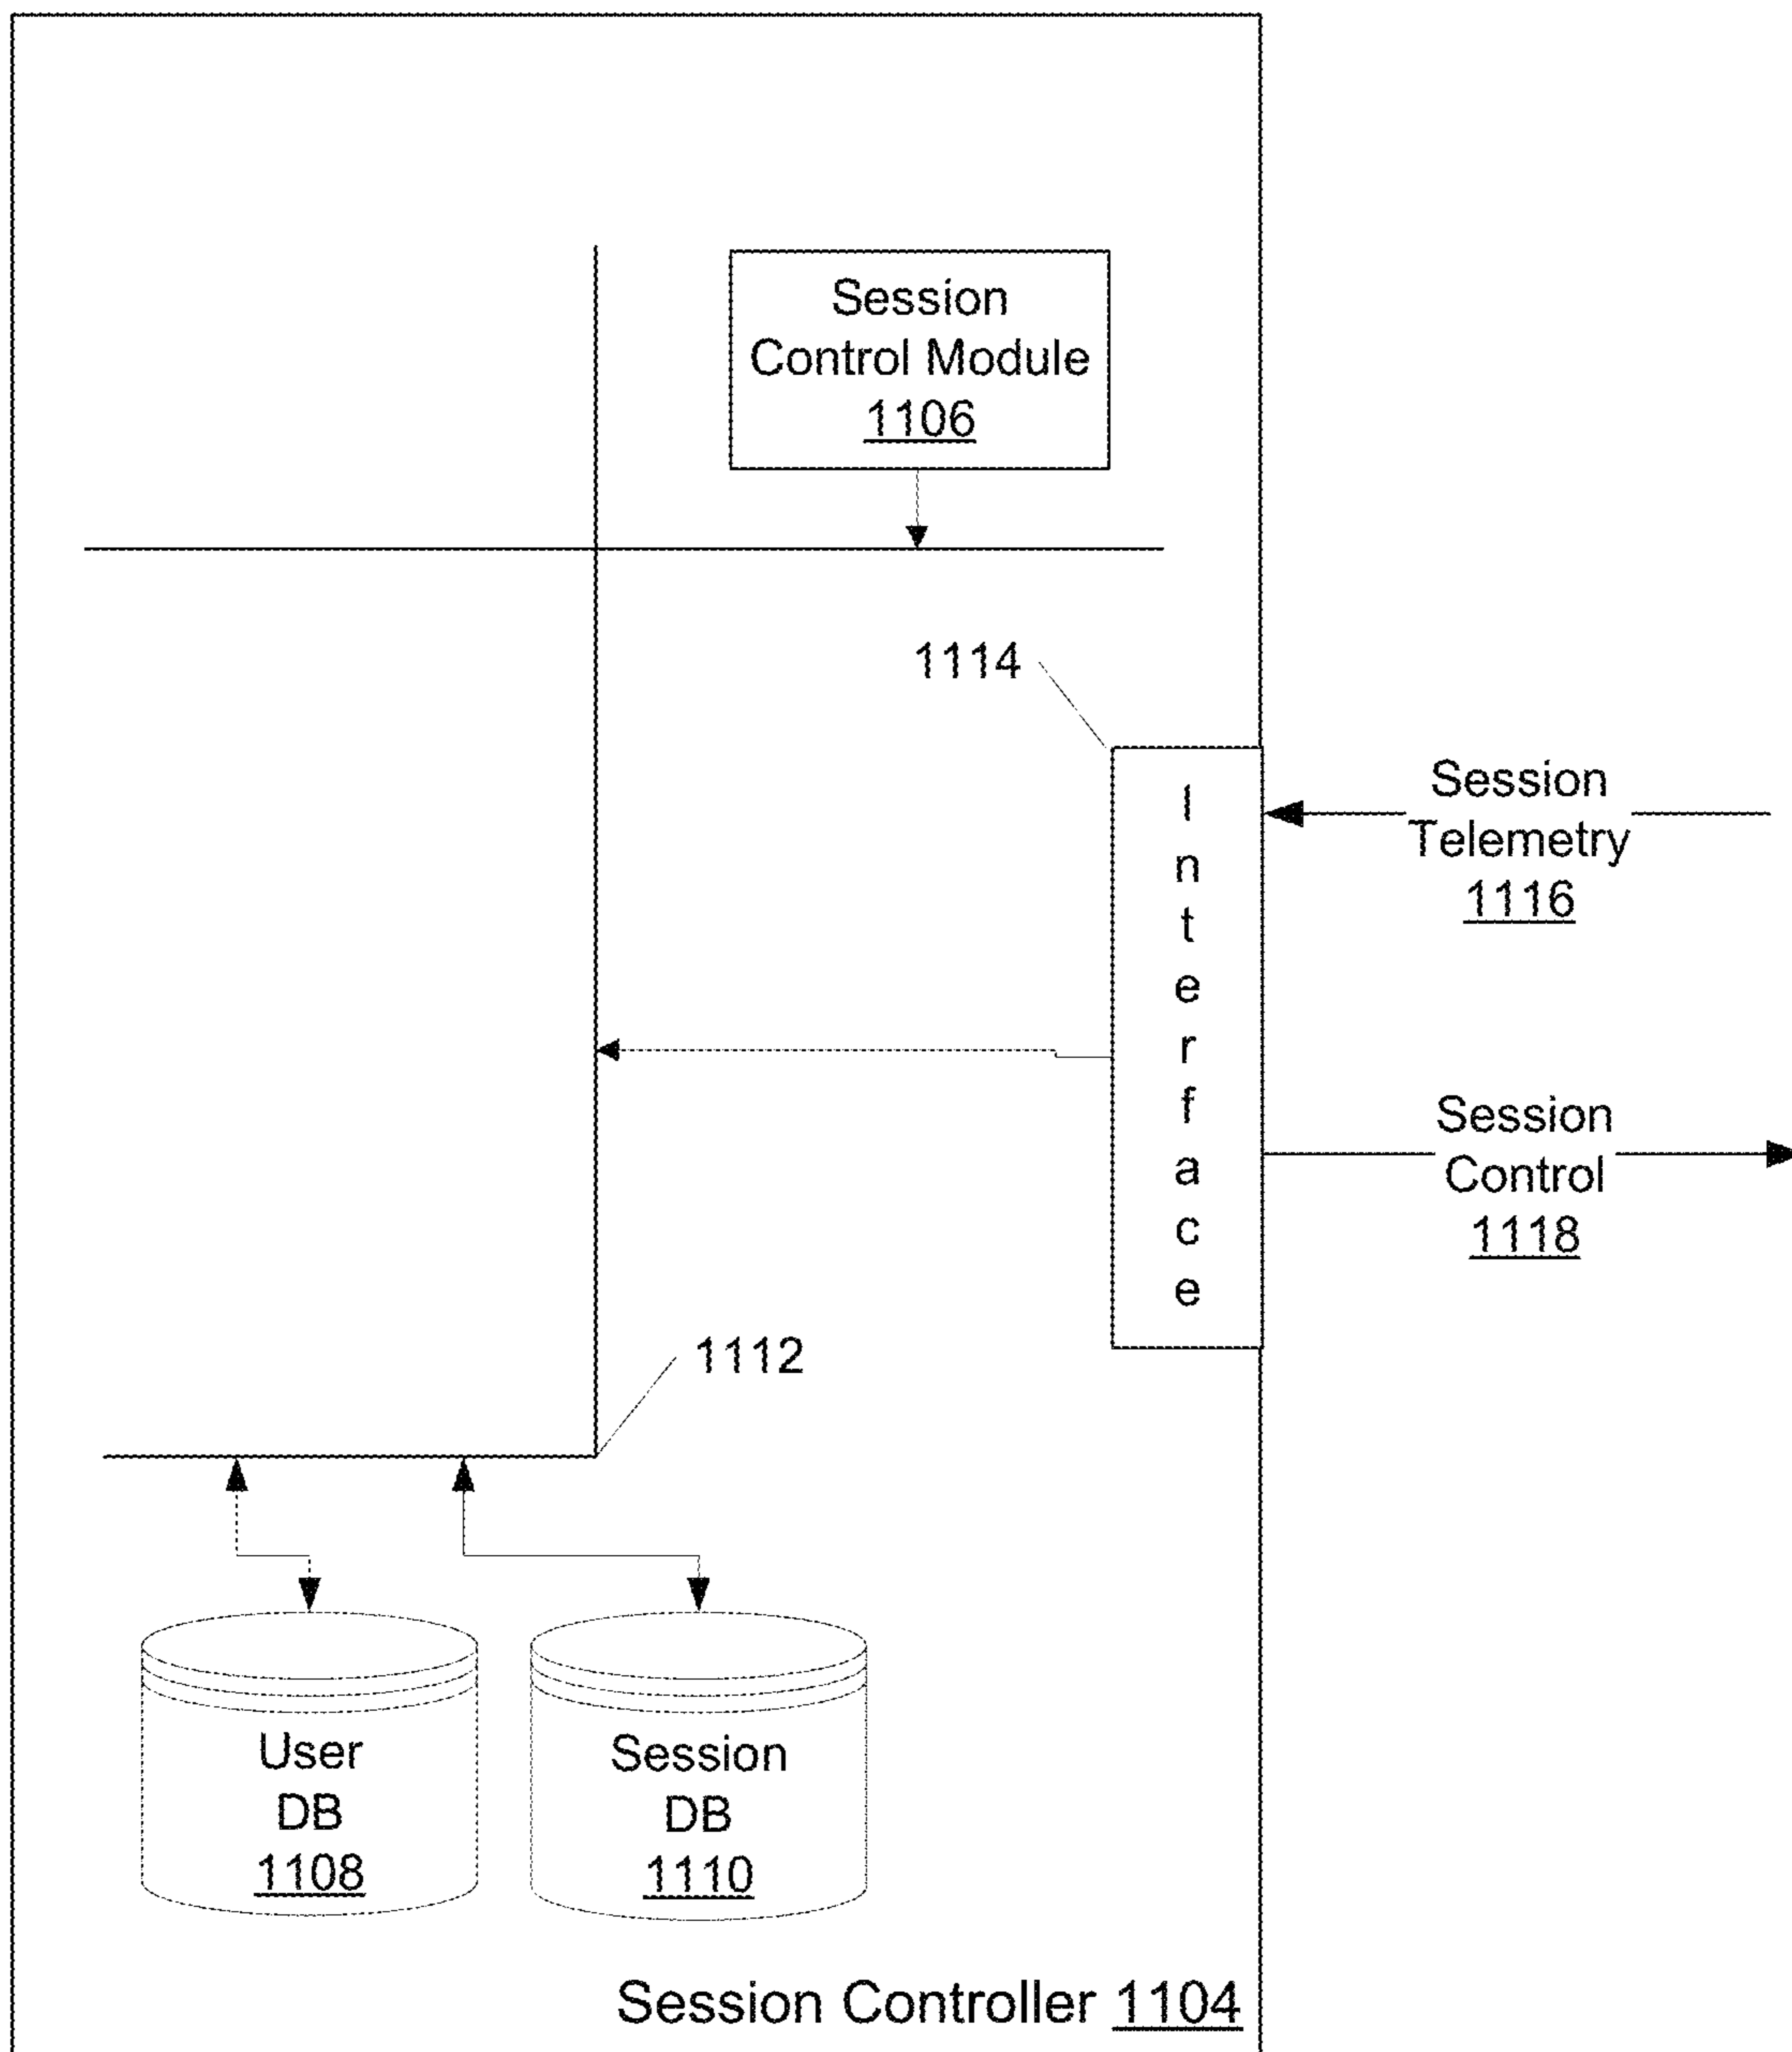 Session
Control Module
1106
1114
I
n
t
e
r
f
a
c
e
Session
Telemetry
1116
Session
Control
1118
1112
User
DB
1108
Session
DB
1110
Session Controller 1104